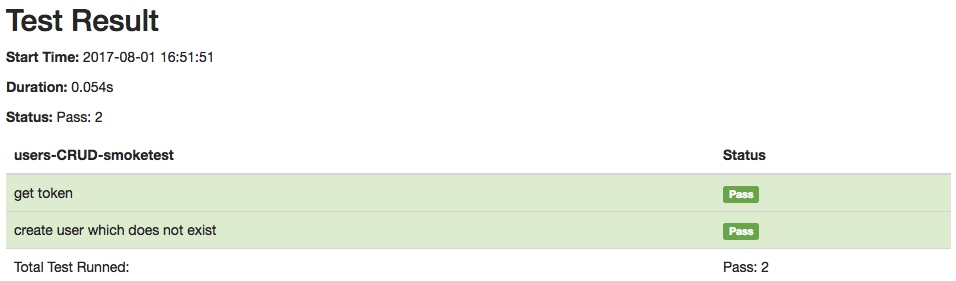 Test Result
Start Time: 2017-08-01 16:51:51
Duration: 0.054s
Status: Pass: 2
users-CRUD-smoketest Status
get token Pass
create user which does not exist Pass
Total Test Runned: Pass: 2